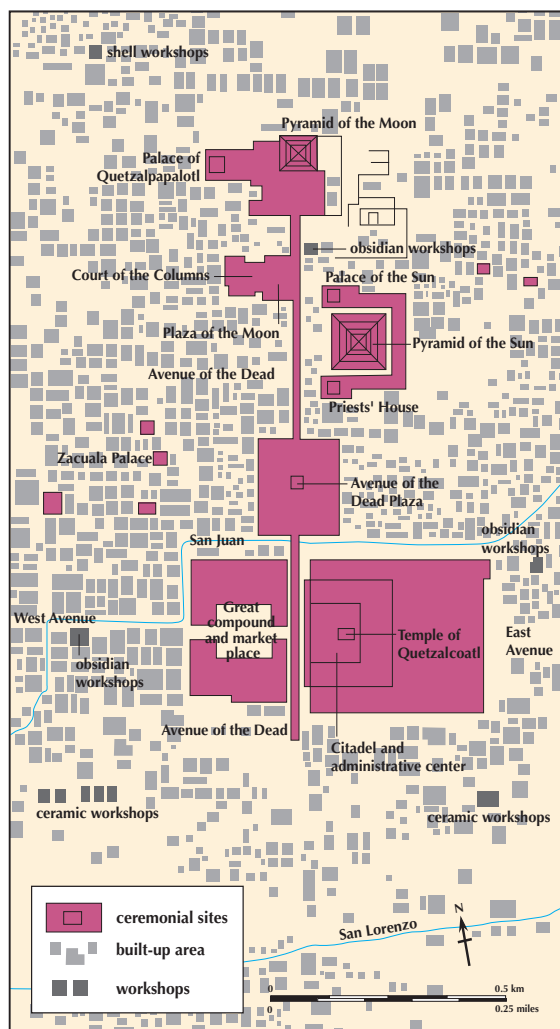 shell workshops
Pyramid of the Moon
Palace of
Quetzalpapalotl
obsidian workshops
Court of the Columns
Palace of the Sun
Plaza of the Moon
Pyramid of the Sun
Avenue of the Dead
Priests' House
Zacuala Palace
Avenue of the
Dead Plaza
obsidian
workshops
San Juan
West Avenue
Great
compound
and market
place
Temple of
Quetzalcoatl
East
Avenue
obsidian
workshops
Avenue of the Dead
Citadel and
administrative center
ceramic workshops
ceramic workshops
ceremonial sites
built-up area
workshops
San Lorenzo
N
0 0.5 km
0 0.25 miles